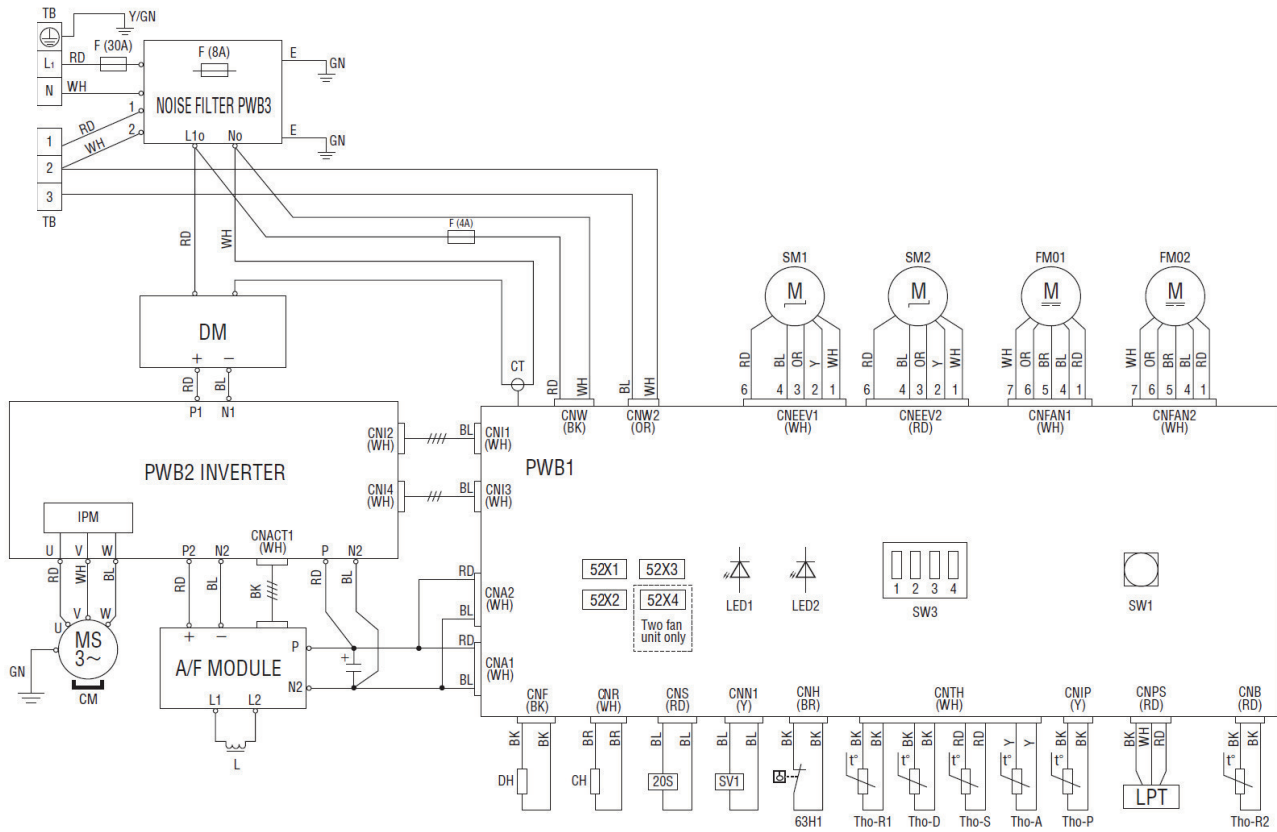 TB
Y/GN
F (30A)
L1
RD
N
WH
F (8A)
NOISE FILTER PWB3
E
GN
E
GN
1
2
L1o
No
RD
WH
1
2
3
TB
RD
WH
F (4A)
DM
+
−
RD
BL
P1
N1
CT
RD
WH
BL
WH
CNW
(BK)
CNW2
(OR)
SM1
M
RD
BL
OR
Y
WH
6
4
3
2
1
CNEEV1
(WH)
SM2
M
RD
BL
OR
Y
WH
6
4
3
2
1
CNEEV2
(RD)
FM01
M
WH
OR
BR
BL
RD
7
6
5
4
1
CNFAN1
(WH)
FM02
M
WH
OR
BR
BL
RD
7
6
5
4
1
CNFAN2
(WH)
PWB2 INVERTER
CNI2
(WH)
BL
CNI1
(WH)
CNI4
(WH)
BL
CNI3
(WH)
PWB1
IPM
U
V
W
P2
N2
CNACT1
(WH)
P
N2
RD
WH
BL
RD
BL
BK
RD
BL
U
V
W
MS
3~
GN
CM
+
−
A/F MODULE
P
N2
L1
L2
L
+
RD
CNA2
(WH)
BL
RD
CNA1
(WH)
BL
52X1
52X3
52X2
52X4
Two fan
unit only
LED1
LED2
1 2 3 4
SW3
SW1
CNF
(BK)
CNR
(WH)
CNS
(RD)
CNN1
(Y)
CNH
(BR)
CNTH
(WH)
CNIP
(Y)
CNPS
(RD)
CNB
(RD)
BK
BK
BR
BR
BL
BL
BL
BL
BK
BK
BK
BK
BK
BK
RD
RD
Y
Y
BK
BK
BK
WH
RD
BK
BK
DH
CH
20S
SV1
63H1
t°
Tho-R1
t°
Tho-D
t°
Tho-S
t°
Tho-A
t°
Tho-P
LPT
t°
Tho-R2